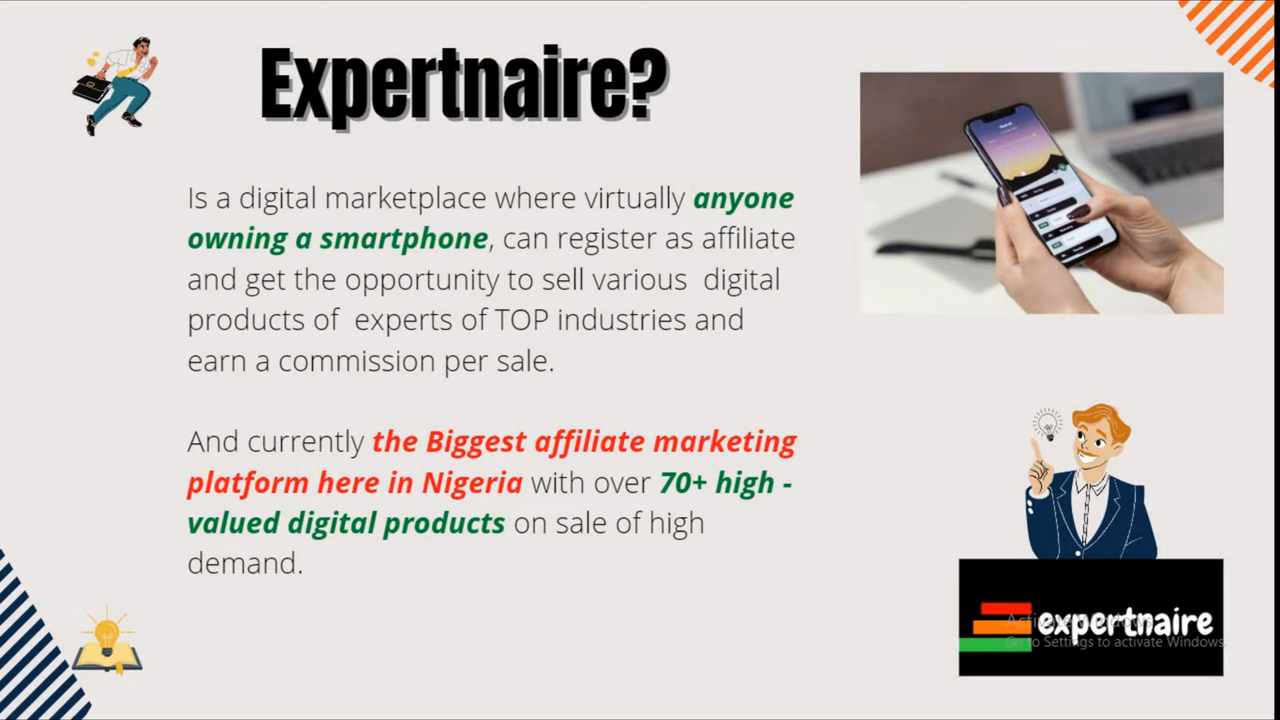 Expertnaire?
Is a digital marketplace where virtually anyone
owning a smartphone, can register as affiliate
and get the opportunity to sell various digital
products of experts of TOP industries and
earn a commission per sale.
And currently the Biggest affiliate marketing
platform here in Nigeria with over 70+ high -
valued digital products on sale of high
demand.
expertnaire
Go to Settings to activate Windows.